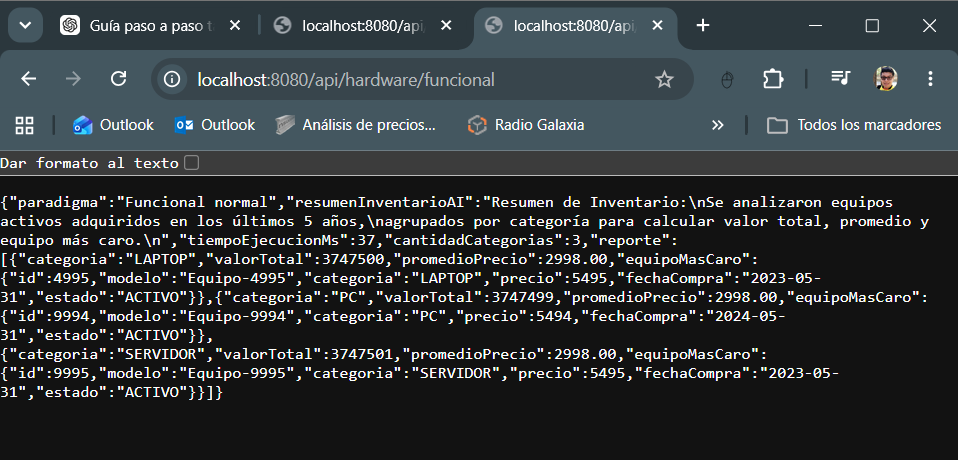 Guía paso a paso t
localhost:8080/api
localhost:8080/api
localhost:8080/api/hardware/funcional
Outlook
Outlook
Análisis de precios...
Radio Galaxia
Todos los marcadores
Dar formato al texto
{"paradigma":"Funcional normal","resumenInventarioAI":"Resumen de Inventario:\nSe analizaron equipos
activos adquiridos en los últimos 5 años,\nagrupados por categoría para calcular valor total, promedio y
equipo más caro.\n","tiempoEjecucionMs":37,"cantidadCategorias":3,"reporte":
[{"categoria":"LAPTOP","valorTotal":3747500,"promedioPrecio":2998.00,"equipoMasCaro":
{"id":4995,"modelo":"Equipo-4995","categoria":"LAPTOP","precio":5495,"fechaCompra":"2023-05-
31","estado":"ACTIVO"}},{"categoria":"PC","valorTotal":3747499,"promedioPrecio":2998.00,"equipoMasCaro":
{"id":9994,"modelo":"Equipo-9994","categoria":"PC","precio":5494,"fechaCompra":"2024-05-
31","estado":"ACTIVO"}},
{"categoria":"SERVIDOR","valorTotal":3747501,"promedioPrecio":2998.00,"equipoMasCaro":
{"id":9995,"modelo":"Equipo-9995","categoria":"SERVIDOR","precio":5495,"fechaCompra":"2023-05-
31","estado":"ACTIVO"}}]}